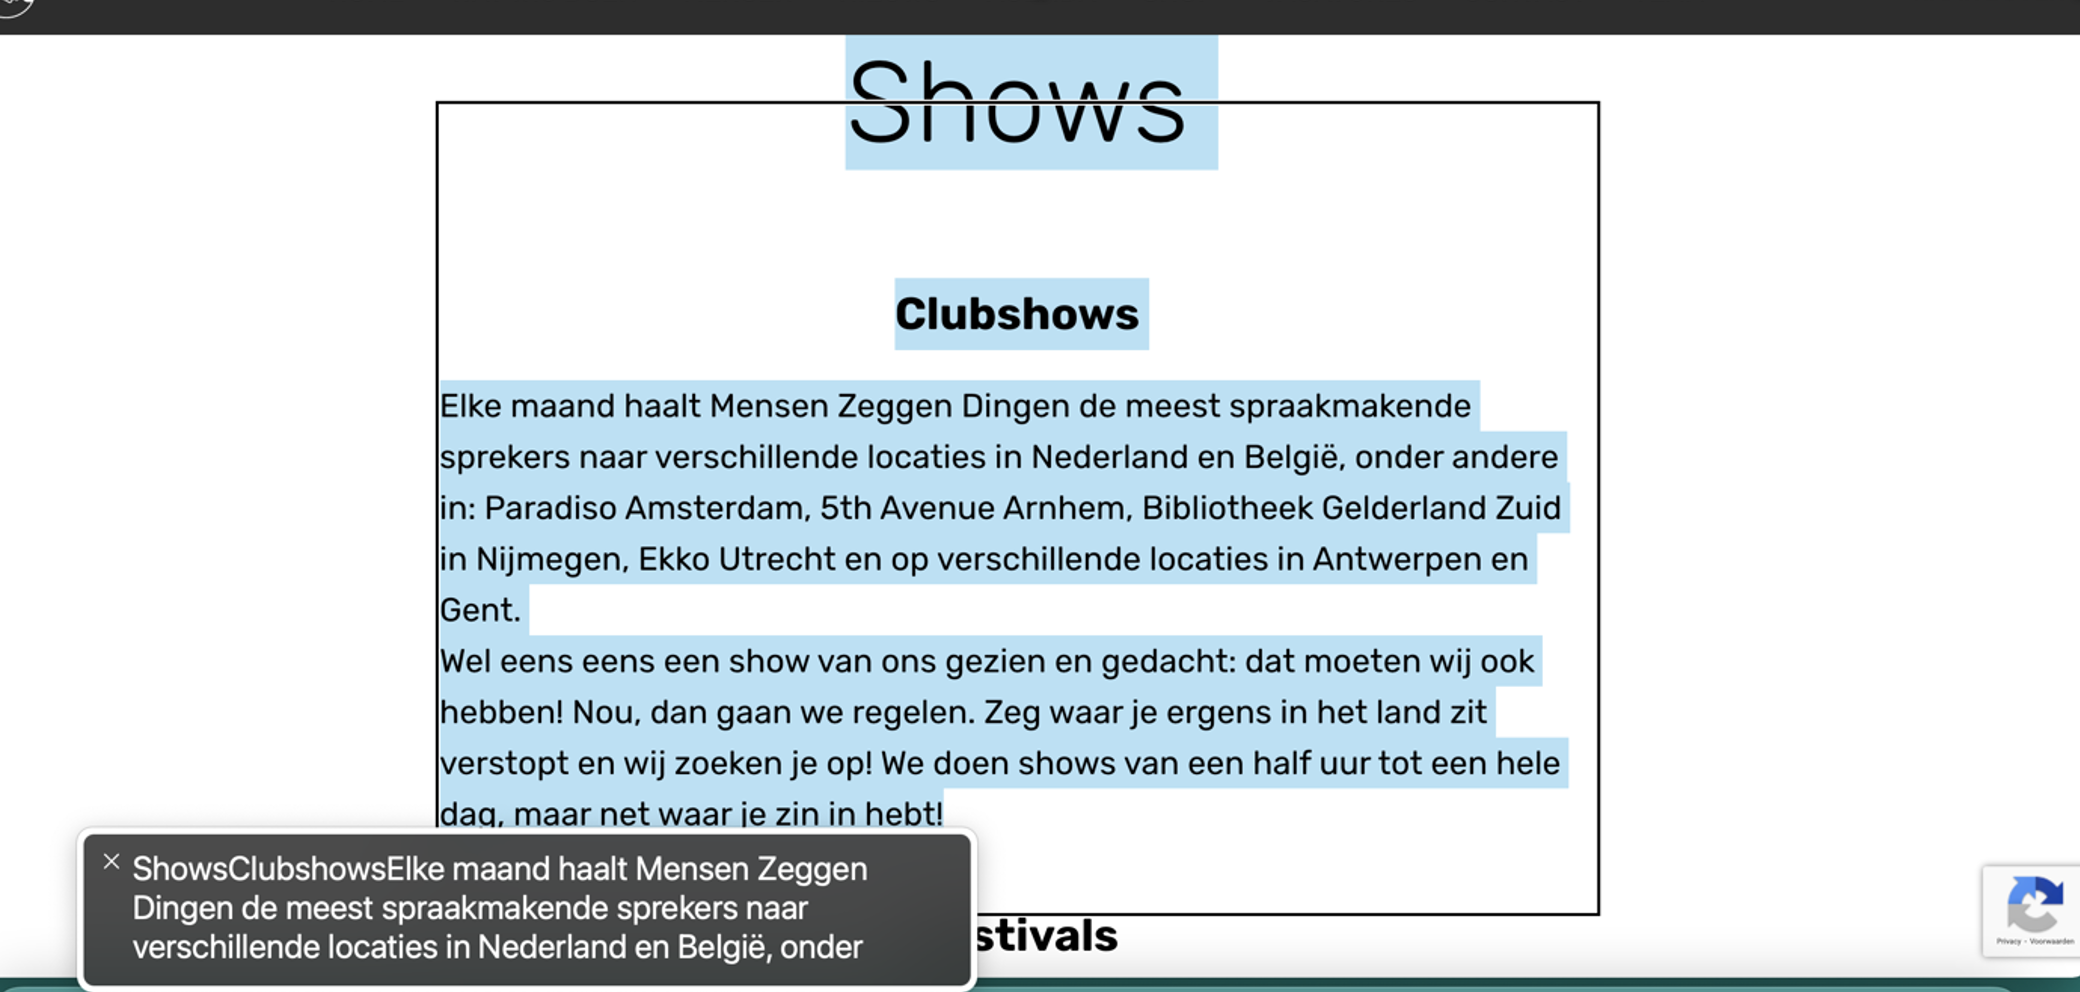 Shows
Clubshows
Elke maand haalt Mensen Zeggen Dingen de meest spraakmakende
sprekers naar verschillende locaties in Nederland en België, onder andere
in: Paradiso Amsterdam, 5th Avenue Arnhem, Bibliotheek Gelderland Zuid
in Nijmegen, Ekko Utrecht en op verschillende locaties in Antwerpen en
Gent.
Wel eens eens een show van ons gezien en gedacht: dat moeten wij ook
hebben! Nou, dan gaan we regelen. Zeg waar je ergens in het land zit
verstopt en wij zoeken je op! We doen shows van een half uur tot een hele
dag, maar net waar je zin in hebt!
ShowsClubshowsElke maand haalt Mensen Zeggen
Dingen de meest spraakmakende sprekers naar
verschillende locaties in Nederland en België, onder
stivals
Privacy - Voorwaarden